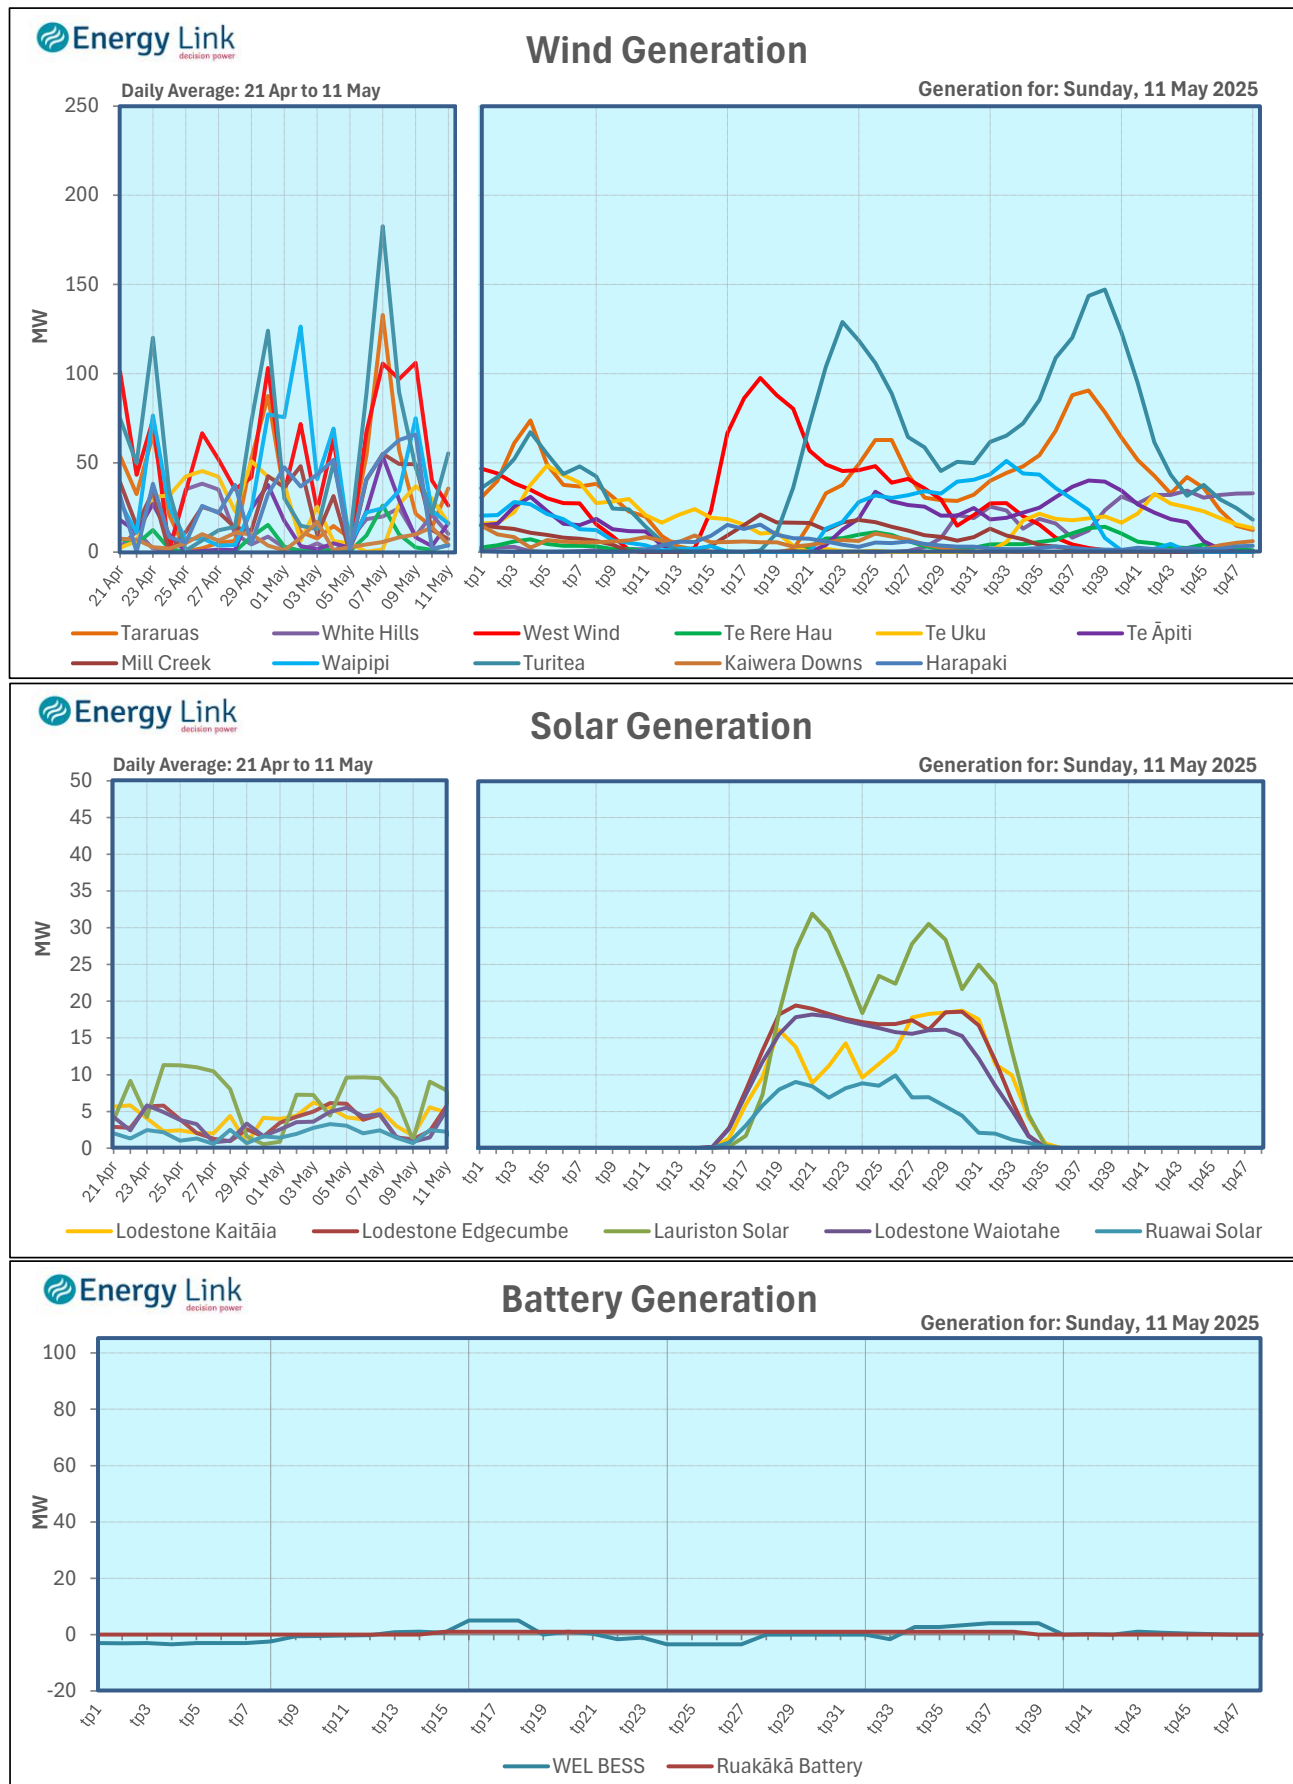 Energy Link
decision power
Wind Generation
Daily Average: 21 Apr to 11 May
Generation for: Sunday, 11 May 2025
MW
250
200
150
100
50
0
21 Apr
23 Apr
25 Apr
27 Apr
29 Apr
01 May
03 May
05 May
07 May
09 May
11 May
tp1
tp3
tp5
tp7
tp9
tp11
tp13
tp15
tp17
tp19
tp21
tp23
tp25
tp27
tp29
tp31
tp33
tp35
tp37
tp39
tp41
tp43
tp45
tp47
Tararuas White Hills West Wind Te Rere Hau Te Uku Te Āpiti
Mill Creek Waipipi Turitea Kaiwera Downs Harapaki
Energy Link
decision power
Solar Generation
Daily Average: 21 Apr to 11 May
Generation for: Sunday, 11 May 2025
MW
50
45
40
35
30
25
20
15
10
5
0
21 Apr
23 Apr
25 Apr
27 Apr
29 Apr
01 May
03 May
05 May
07 May
09 May
11 May
tp1
tp3
tp5
tp7
tp9
tp11
tp13
tp15
tp17
tp19
tp21
tp23
tp25
tp27
tp29
tp31
tp33
tp35
tp37
tp39
tp41
tp43
tp45
tp47
Lodestone Kaitāia Lodestone Edgecumbe Lauriston Solar Lodestone Waiotahe Ruawai Solar
Energy Link
decision power
Battery Generation
Generation for: Sunday, 11 May 2025
MW
100
80
60
40
20
0
-20
tp1
tp3
tp5
tp7
tp9
tp11
tp13
tp15
tp17
tp19
tp21
tp23
tp25
tp27
tp29
tp31
tp33
tp35
tp37
tp39
tp41
tp43
tp45
tp47
WEL BESS Ruakākā Battery